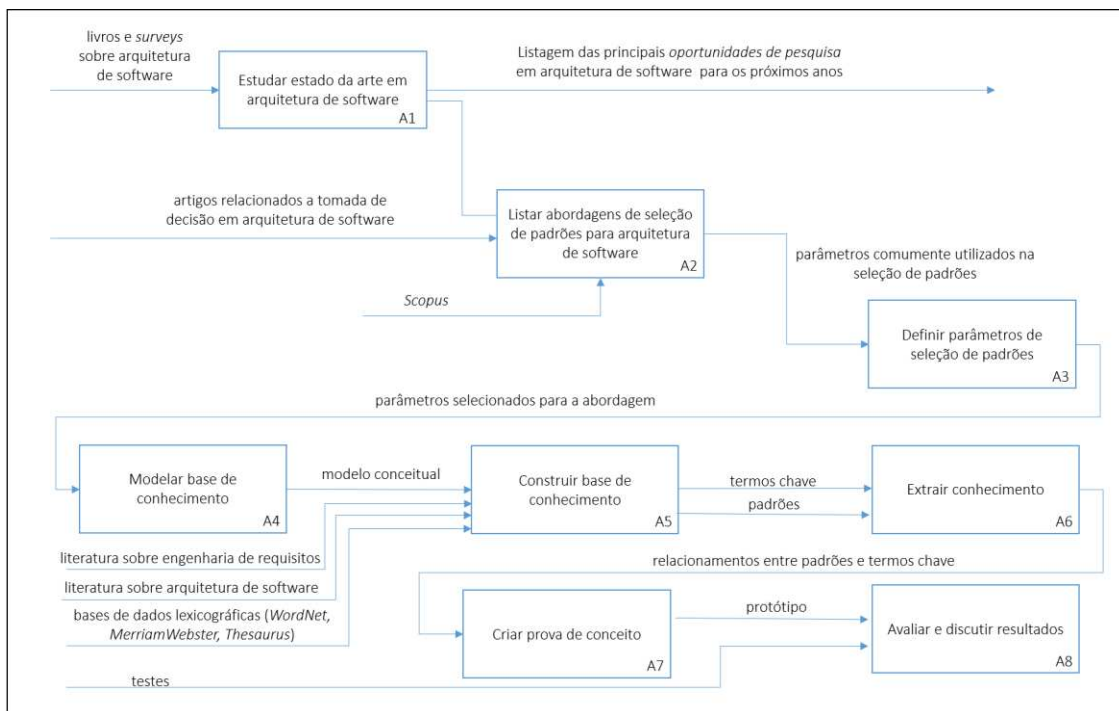 livros e surveys
sobre arquitetura
de software
Estudar estado da arte em
arquitetura de software
A1
Listagem das principais oportunidades de pesquisa
em arquitetura de software para os próximos anos
artigos relacionados a tomada de
decisão em arquitetura de software
Listar abordagens de seleção
de padrões para arquitetura
de software
A2
Scopus
parâmetros comumente utilizados na
seleção de padrões
Definir parâmetros de
seleção de padrões
A3
parâmetros selecionados para a abordagem
Modelar base de
conhecimento
A4
modelo conceitual
Construir base de
conhecimento
A5
termos chave
padrões
Extrair conhecimento
A6
literatura sobre engenharia de requisitos
literatura sobre arquitetura de software
bases de dados lexicográficas (WordNet,
MerriamWebster, Thesaurus)
relacionamentos entre padrões e termos chave
Criar prova de conceito
A7
protótipo
Avaliar e discutir resultados
A8
testes